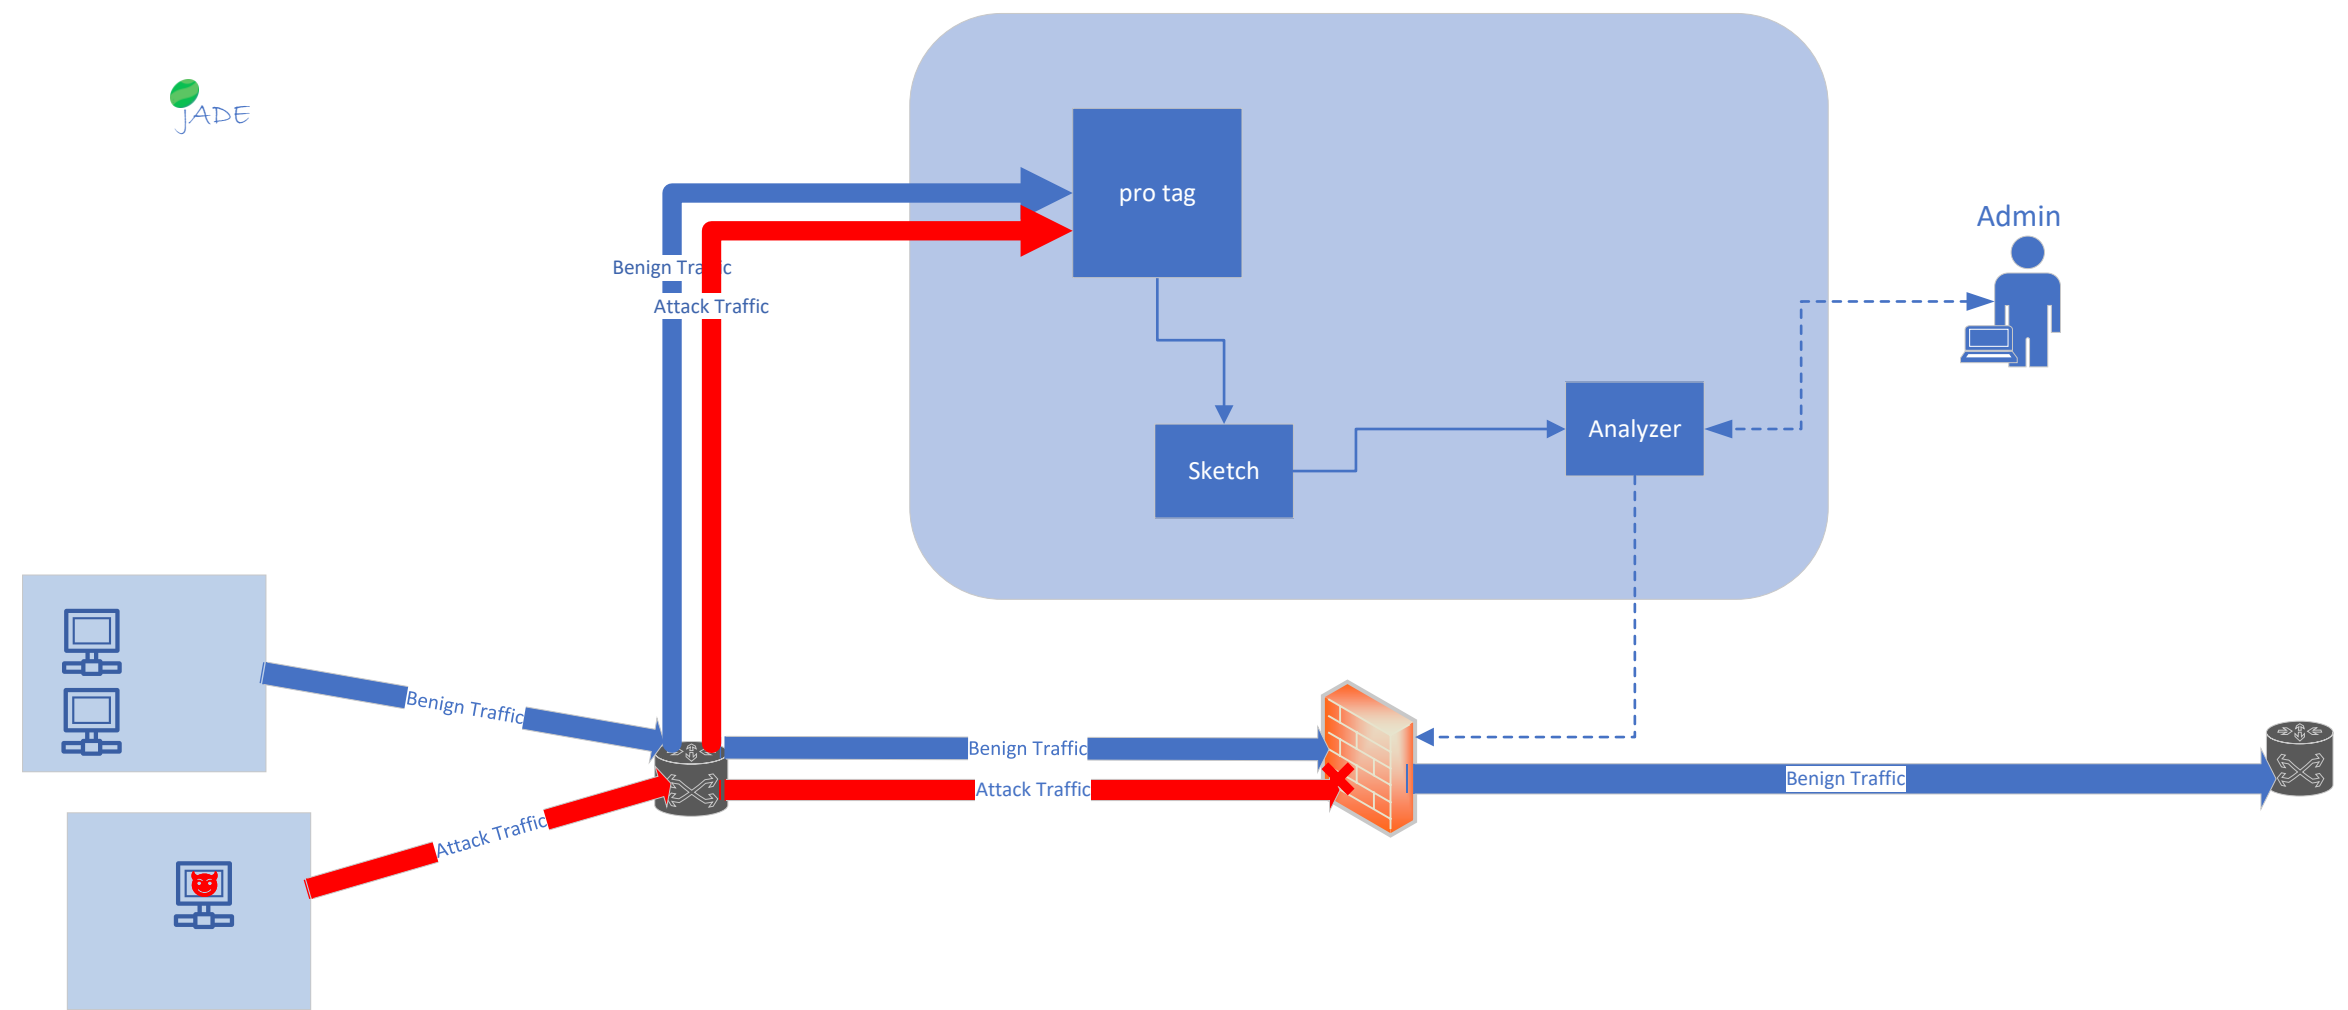 jADE
pro tag
Admin
Benign Traffic
Attack Traffic
Analyzer
Sketch
Benign Traffic
Benign Traffic
Attack Traffic
Benign Traffic
Attack Traffic